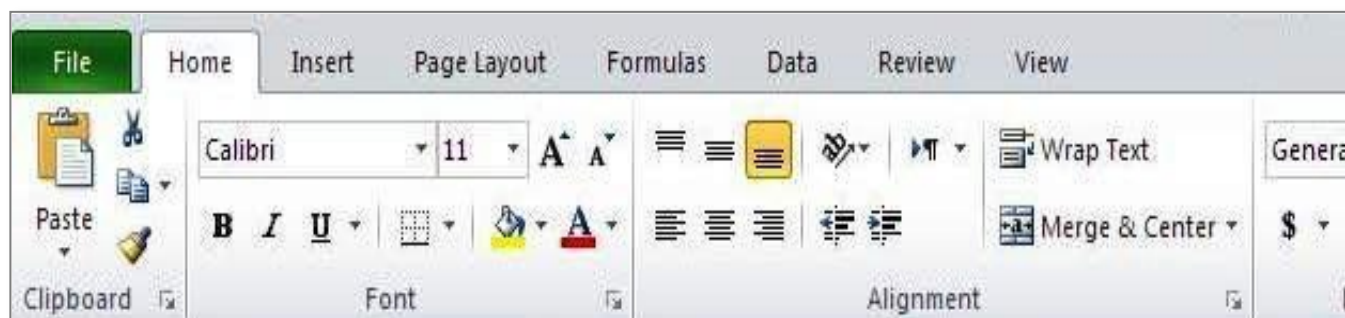 File Home Insert Page Layout Formulas Data Review View
Calibri 11 A A Wrap Text Genera
Paste B I U A Merge & Center $
Clipboard Font Alignment